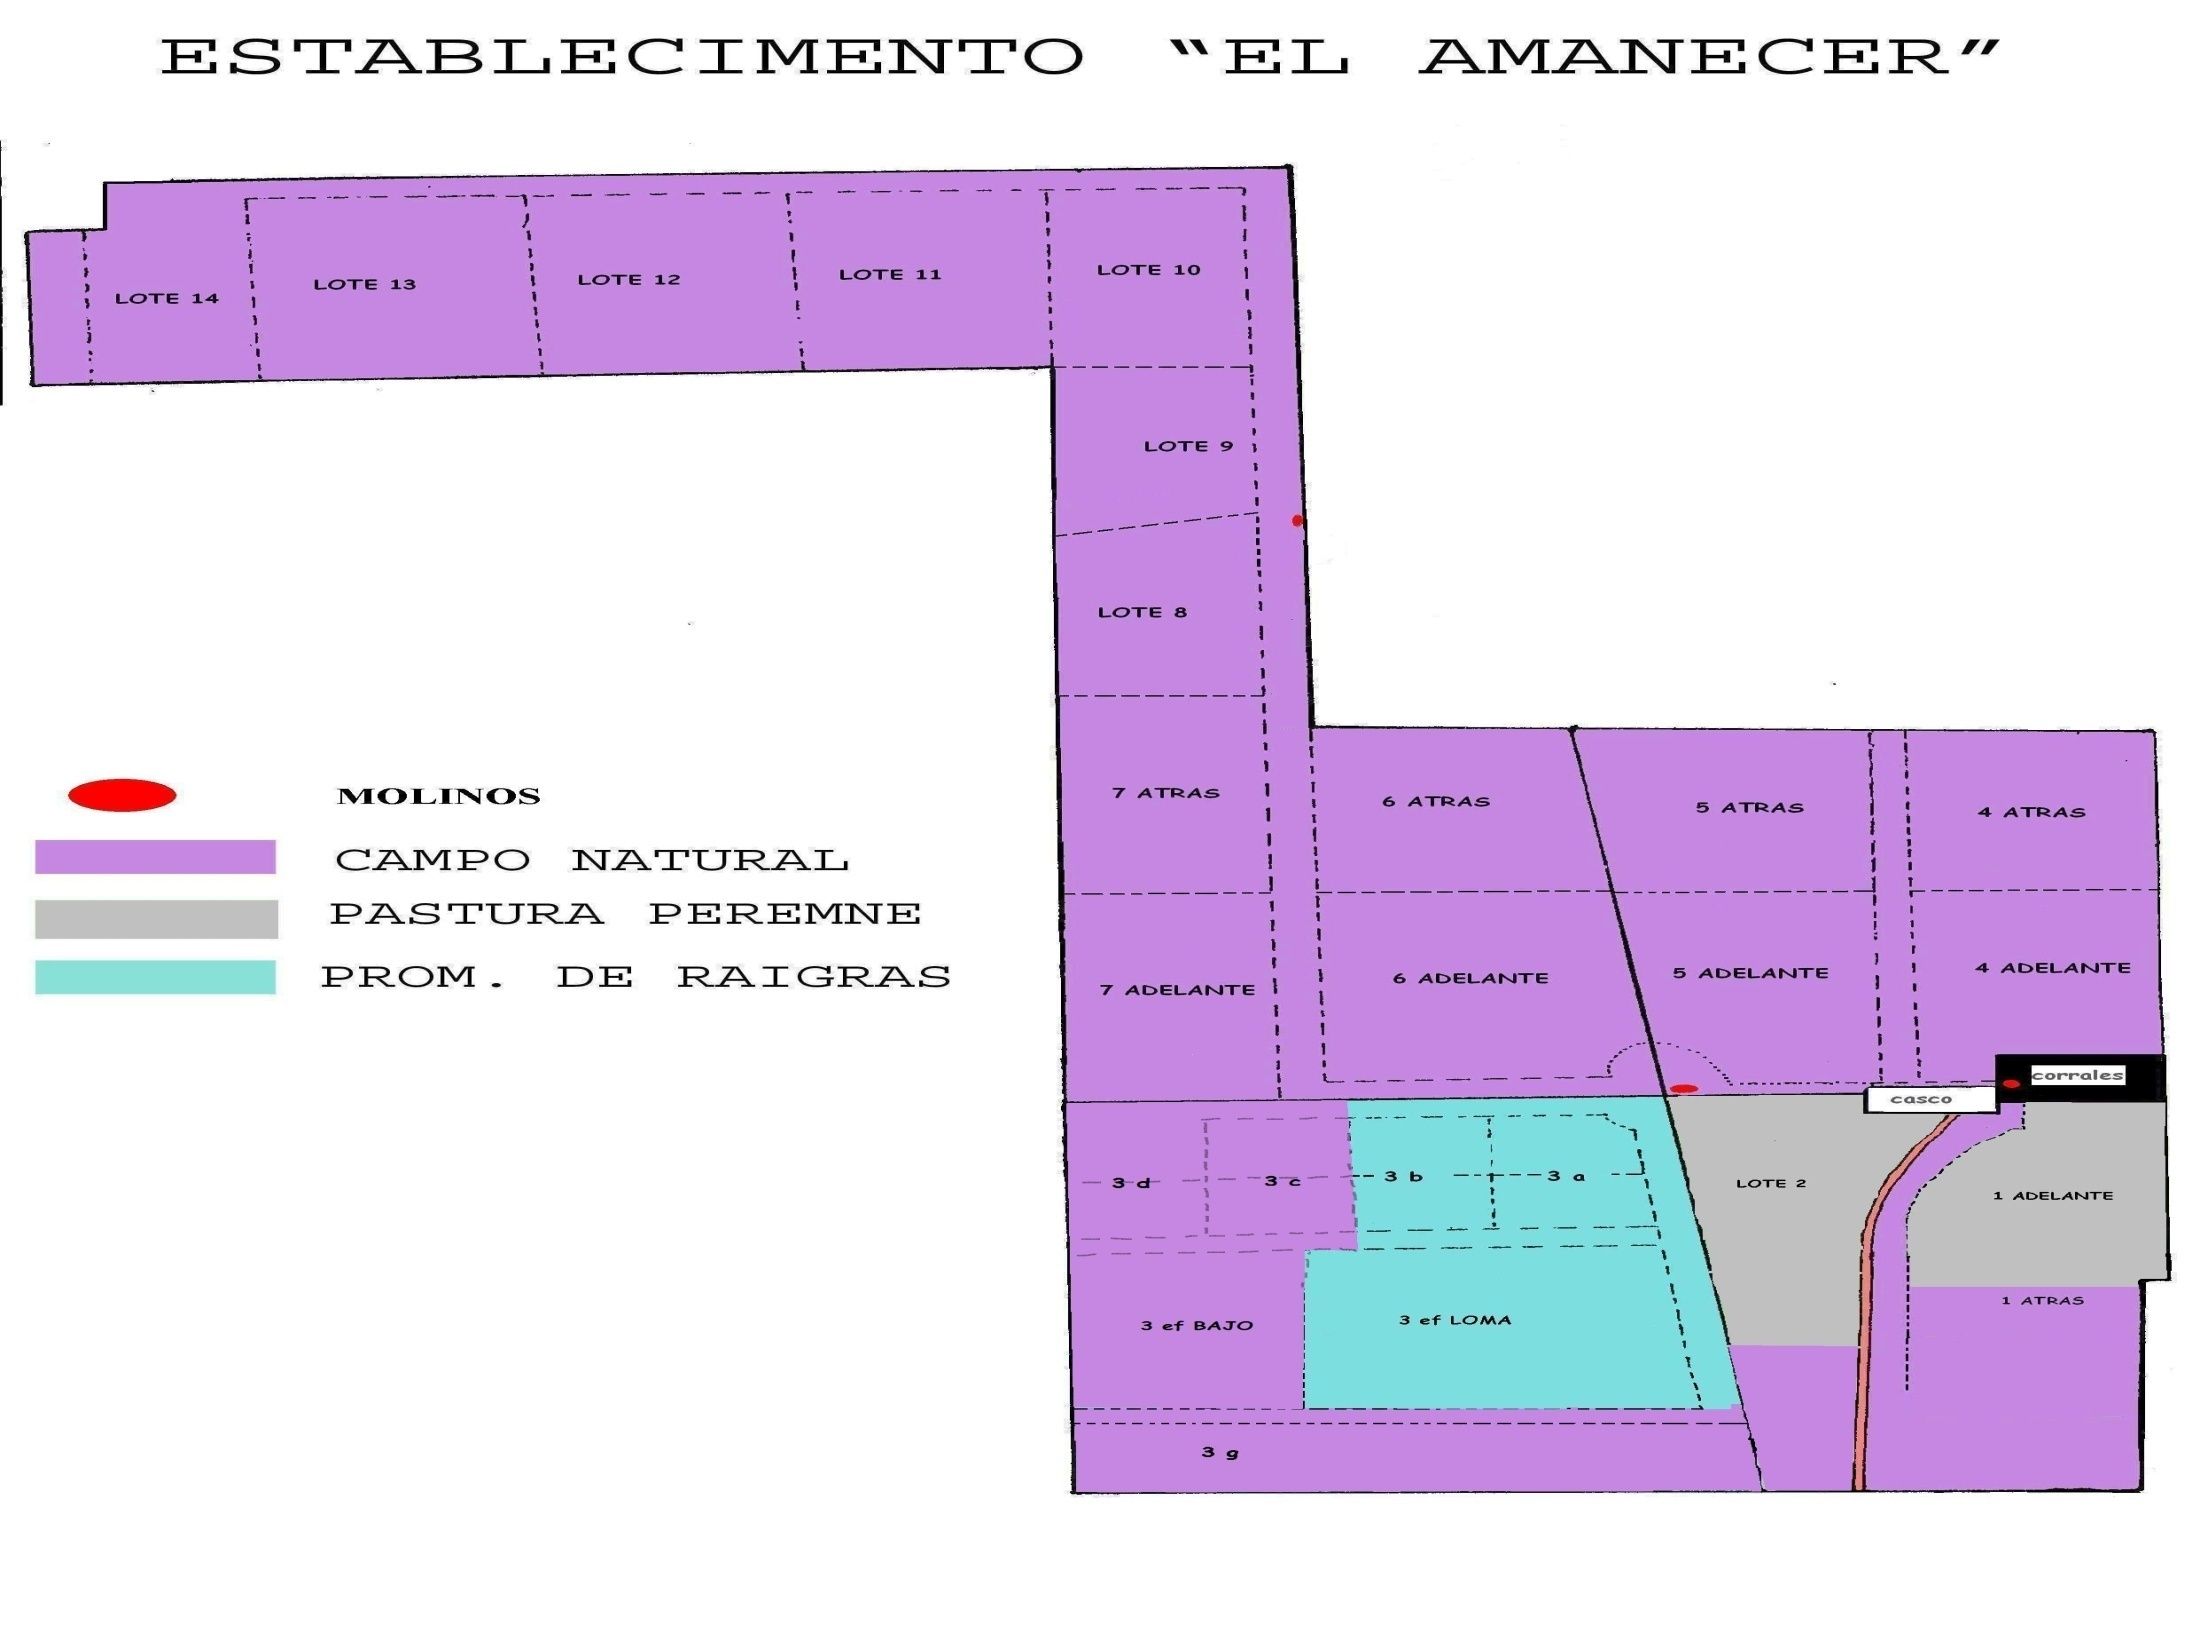 ESTABLECIMENTO “EL AMANECER”
LOTE 14
LOTE 13
LOTE 12
LOTE 11
LOTE 10
LOTE 9
LOTE 8
7 ATRAS
6 ATRAS
5 ATRAS
4 ATRAS
7 ADELANTE
6 ADELANTE
5 ADELANTE
4 ADELANTE
MOLINOS
CAMPO NATURAL
PASTURA PEREMNE
PROM. DE RAIGRAS
corrales
casco
3 d
3 c
3 b
3 a
LOTE 2
1 ADELANTE
3 ef BAJO
3 ef LOMA
1 ATRAS
3 g